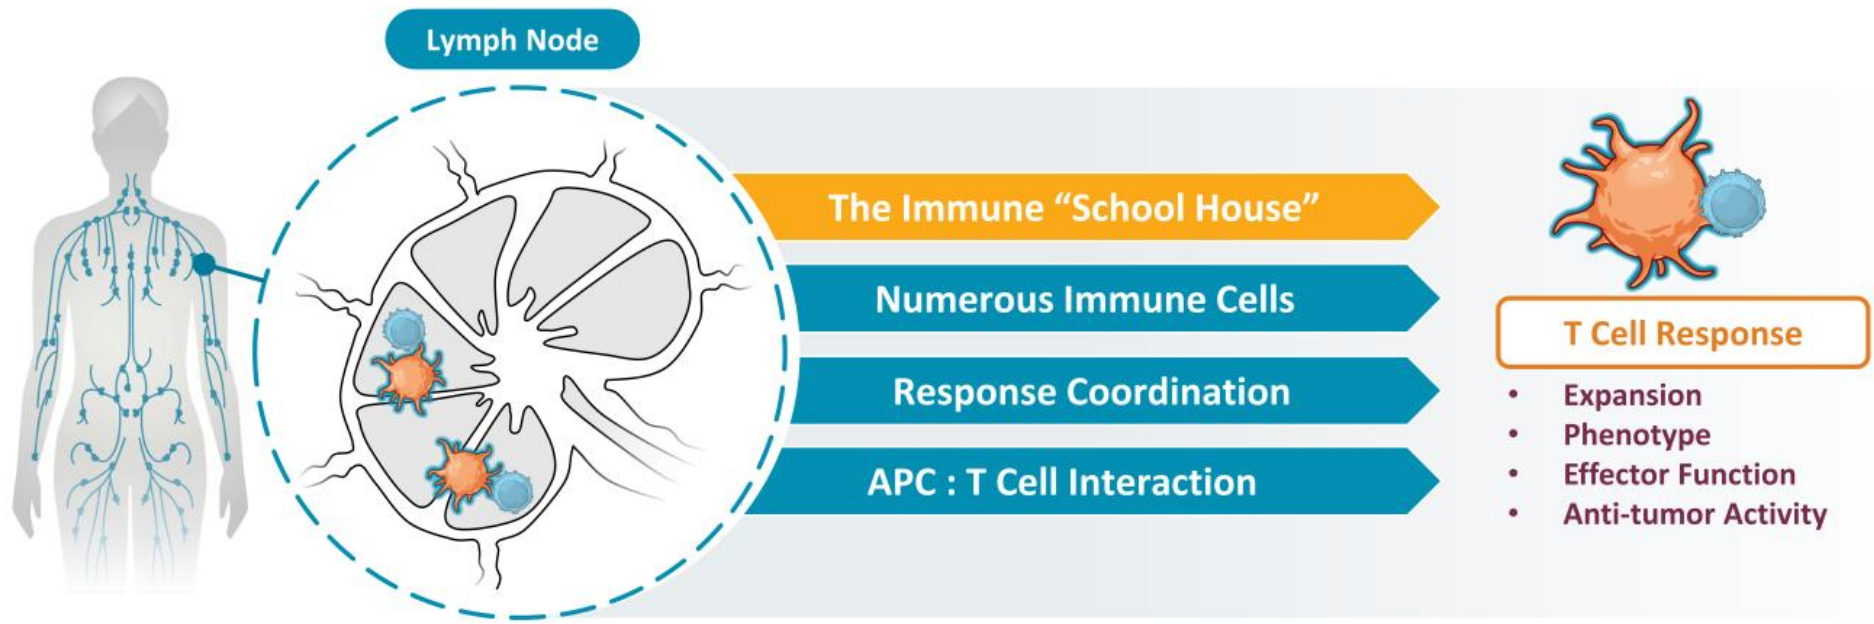 Lymph Node
The Immune “School House”
Numerous Immune Cells
Response Coordination
APC : T Cell Interaction
T Cell Response
• Expansion
• Phenotype
• Effector Function
• Anti-tumor Activity